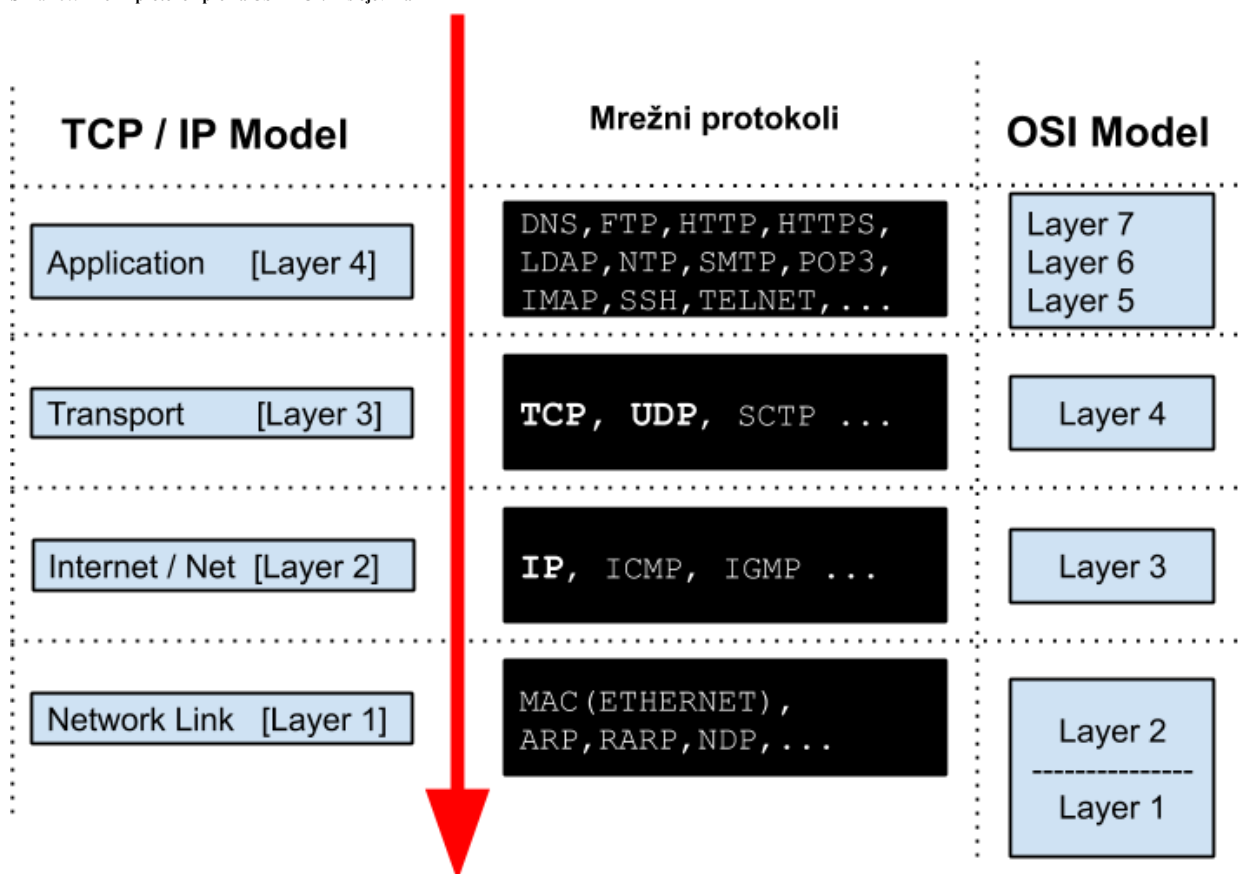 TCP / IP Model
Mrežni protokoli
OSI Model
Application [Layer 4]
DNS,FTP,HTTP,HTTPS,
LDAP,NTP,SMTP,POP3,
IMAP,SSH,TELNET,...
Layer 7
Layer 6
Layer 5
Transport [Layer 3]
TCP, UDP, SCTP ...
Layer 4
Internet / Net [Layer 2]
IP, ICMP, IGMP ...
Layer 3
Network Link [Layer 1]
MAC(ETHERNET),
ARP,RARP,NDP,...
Layer 2
Layer 1